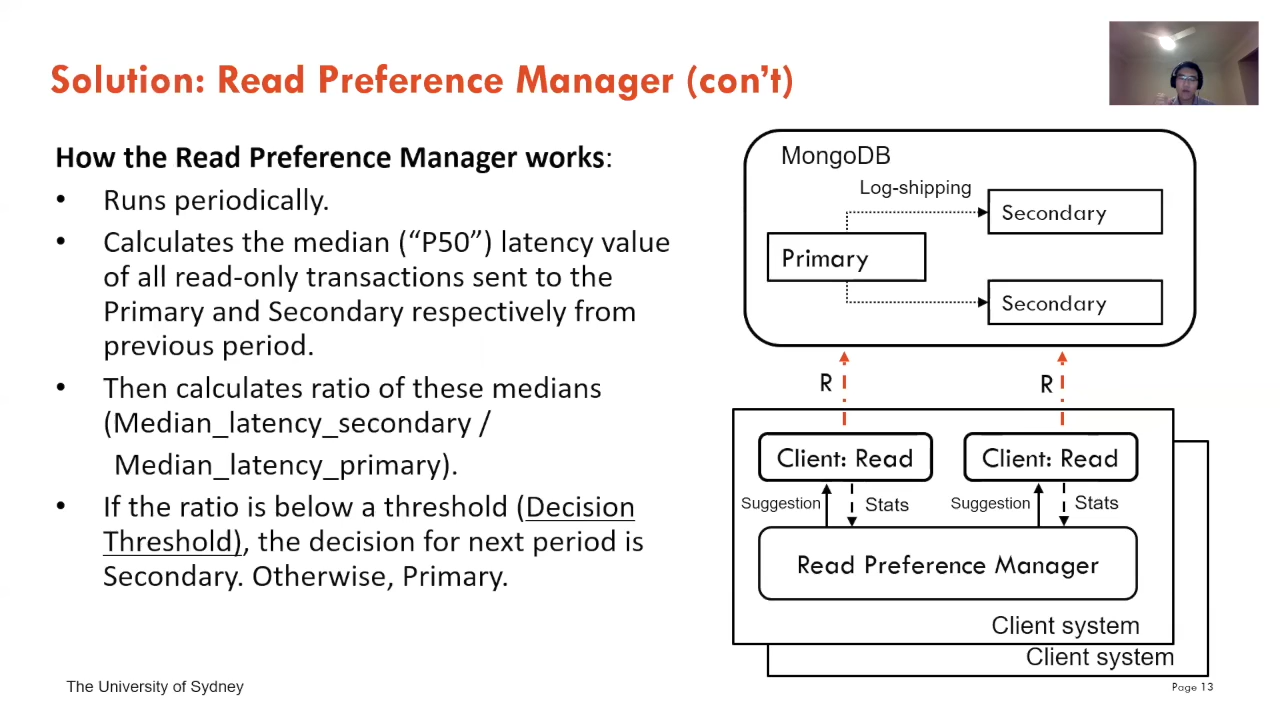 Solution: Read Preference Manager (con't)
How the Read Preference Manager works:
• Runs periodically.
• Calculates the median (“P50”) latency value
of all read-only transactions sent to the
Primary and Secondary respectively from
previous period.
• Then calculates ratio of these medians
(Median_latency_secondary /
Median_latency_primary).
• If the ratio is below a threshold (Decision
Threshold), the decision for next period is
Secondary. Otherwise, Primary.
MongoDB
Log-shipping
Secondary
Primary
Secondary
R
R
Client: Read
Client: Read
Suggestion
Stats
Suggestion
Stats
Read Preference Manager
Client system
Client system
The University of Sydney
Page 13